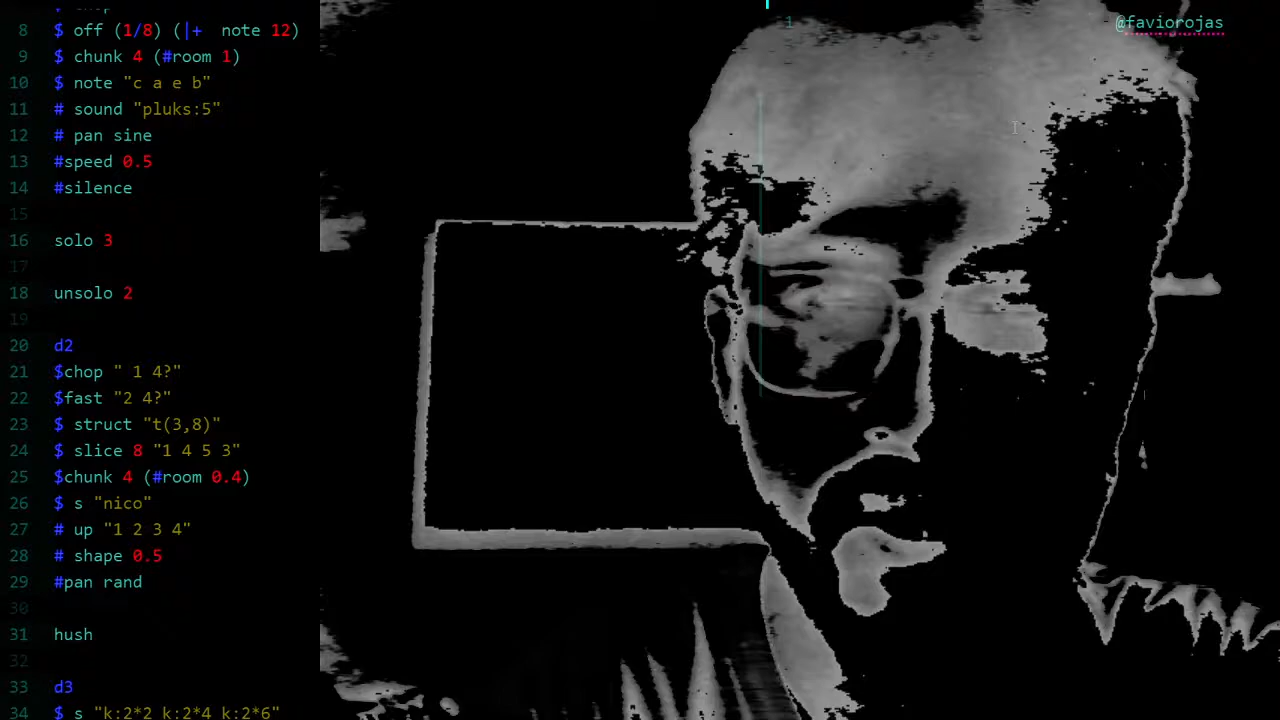 8 $ off (1/8) (|+  note 12)
9 $ chunk 4 (#room 1)
10 $ note "c a e b"
11 # sound "pluks:5"
12 # pan sine
13 #speed 0.5
14 #silence
15
16 solo 3
17
18 unsolo 2
19
20 d2
21 $chop " 1 4?"
22 $fast "2 4?"
23 $ struct "t(3,8)"
24 $ slice 8 "1 4 5 3"
25 $chunk 4 (#room 0.4)
26 $ s "nico"
27 # up "1 2 3 4"
28 # shape 0.5
29 #pan rand
30
31 hush
32
33 d3
34 $ s "k:2*2 k:2*4 k:2*6"
1
@faviorojas